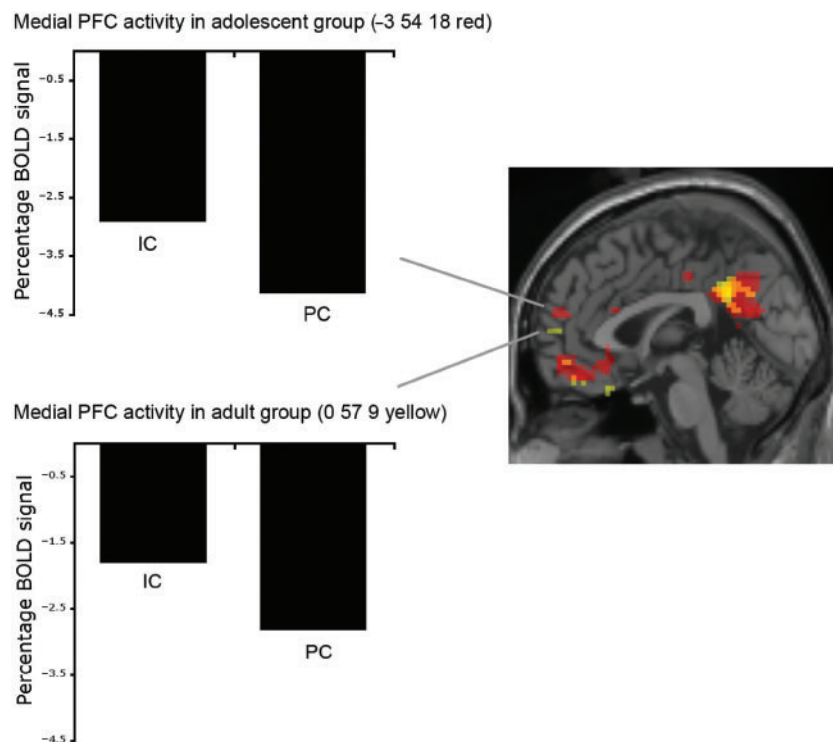 Medial PFC activity in adolescent group (–3 54 18 red)
Percentage BOLD signal
–0.5
–1.5
–2.5
–3.5
–4.5
IC
PC
Medial PFC activity in adult group (0 57 9 yellow)
Percentage BOLD signal
–0.5
–1.5
–2.5
–3.5
–4.5
IC
PC